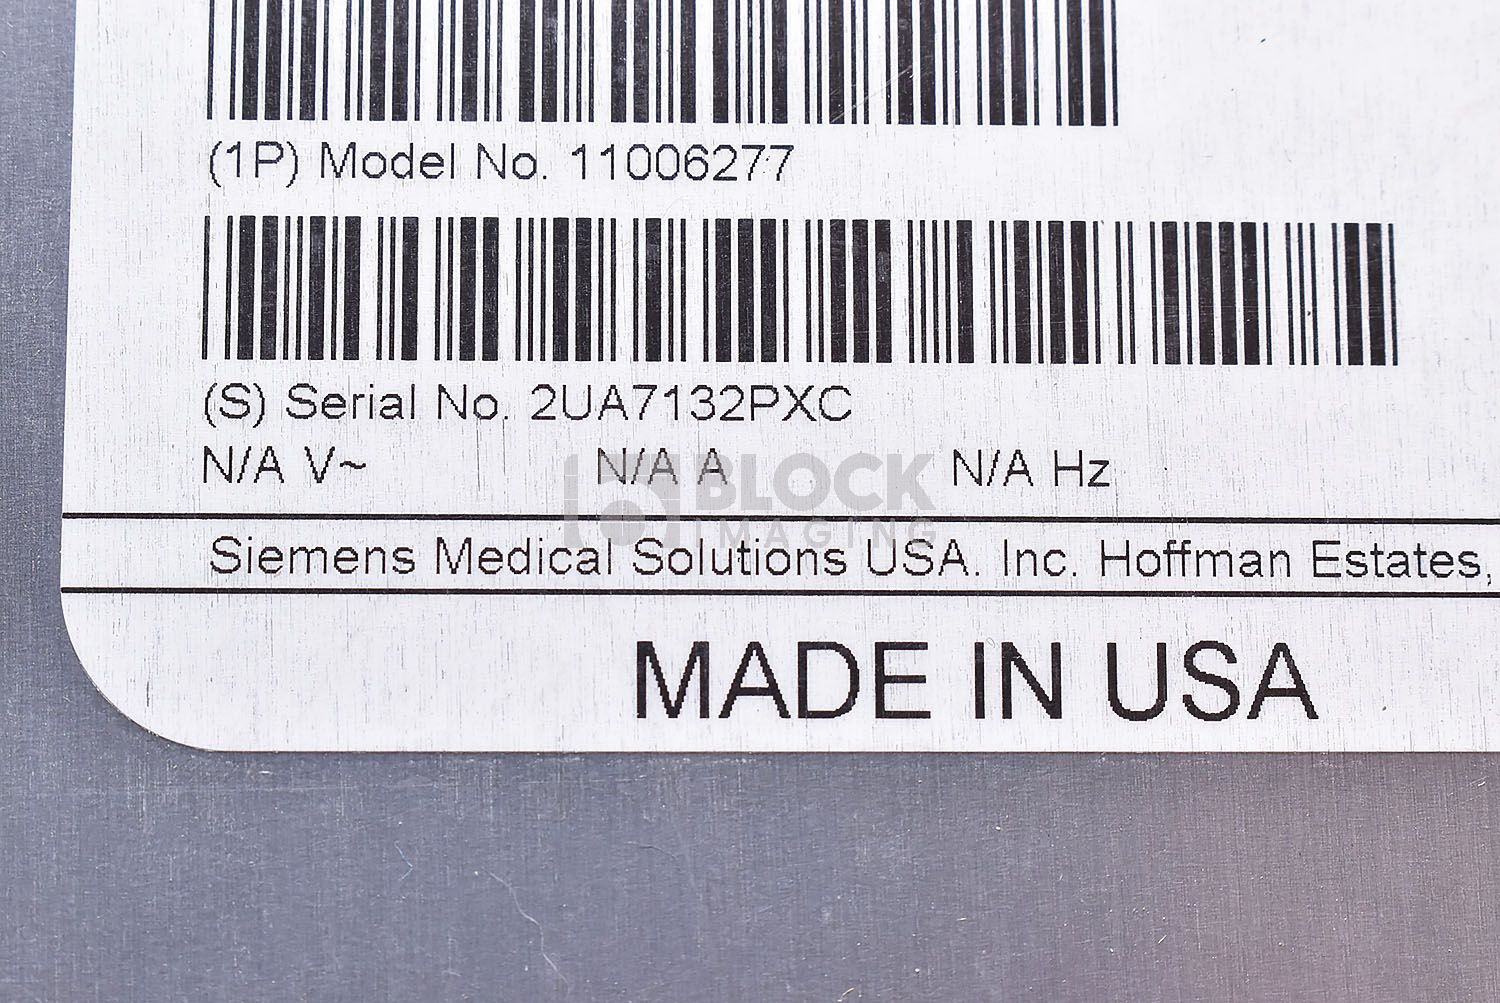 (1P) Model No. 11006277
(S) Serial No. 2UA7132PXC
N/A V~ N/A A N/A Hz
BLOCK
IMAGING
Siemens Medical Solutions USA. Inc. Hoffman Estates,
MADE IN USA